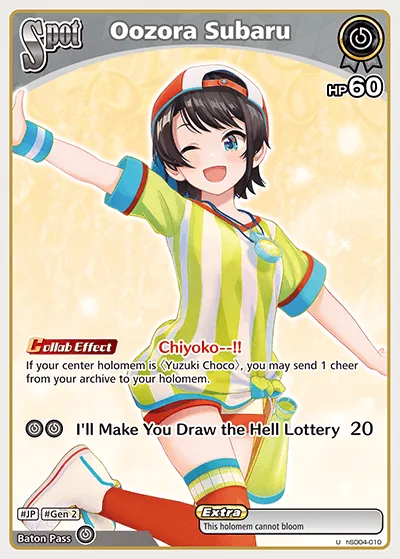 Spot
Oozora Subaru
HP60
Collab Effect Chiyoko--!!
If your center holomem is〈Yuzuki Choco〉, you may send 1 cheer
from your archive to your holomem.
I'll Make You Draw the Hell Lottery 20
#JP #Gen 2
Extra
This holomem cannot bloom
Baton Pass
U hSD04-010